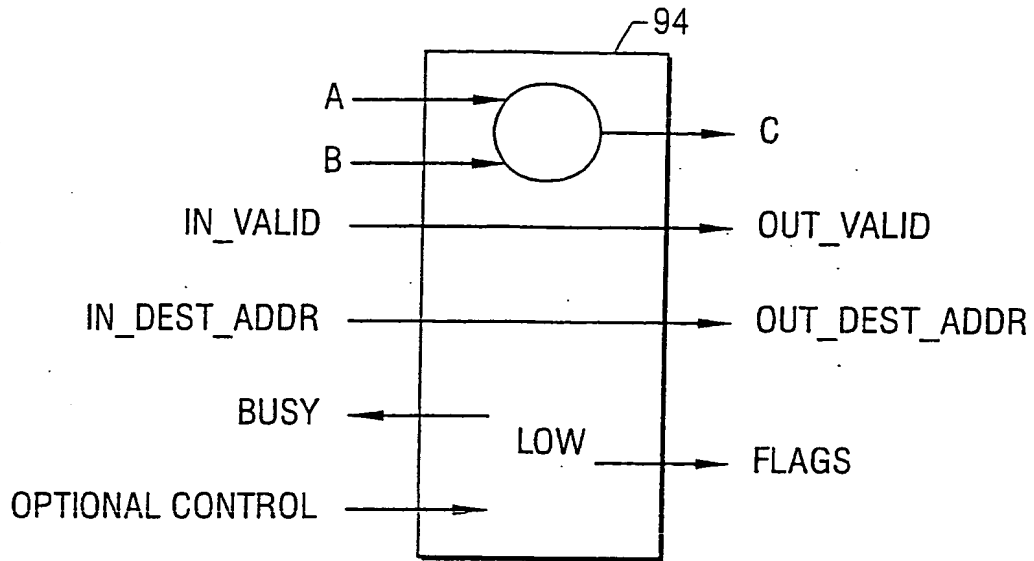 94
A
C
B
IN_VALID OUT_VALID
IN_DEST_ADDR OUT_DEST_ADDR
BUSY
LOW FLAGS
OPTIONAL CONTROL